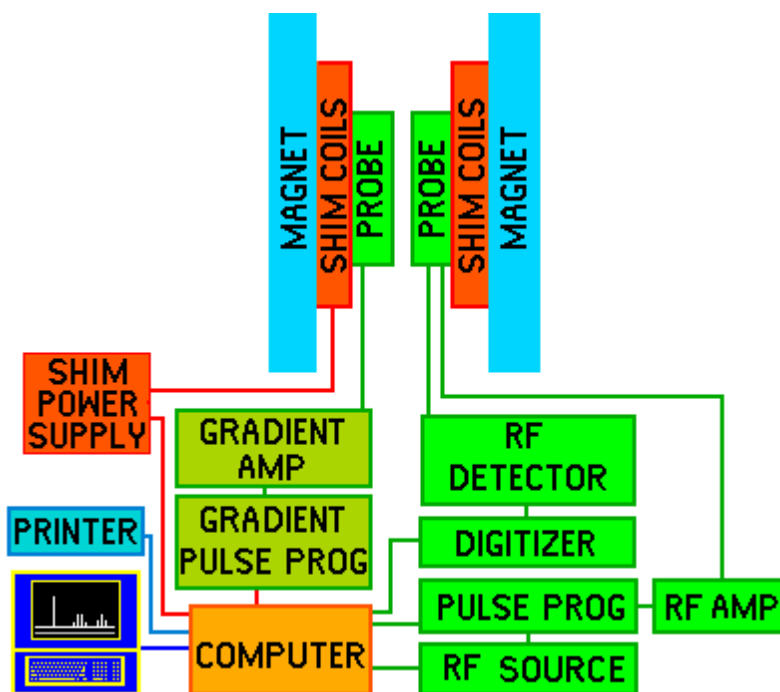 MAGNET
SHIM COILS
PROBE
PROBE
SHIM COILS
MAGNET
SHIM
POWER
SUPPLY
GRADIENT
AMP
RF
DETECTOR
PRINTER
GRADIENT
PULSE PROG
DIGITIZER
PULSE PROG
RF AMP
COMPUTER
RF SOURCE